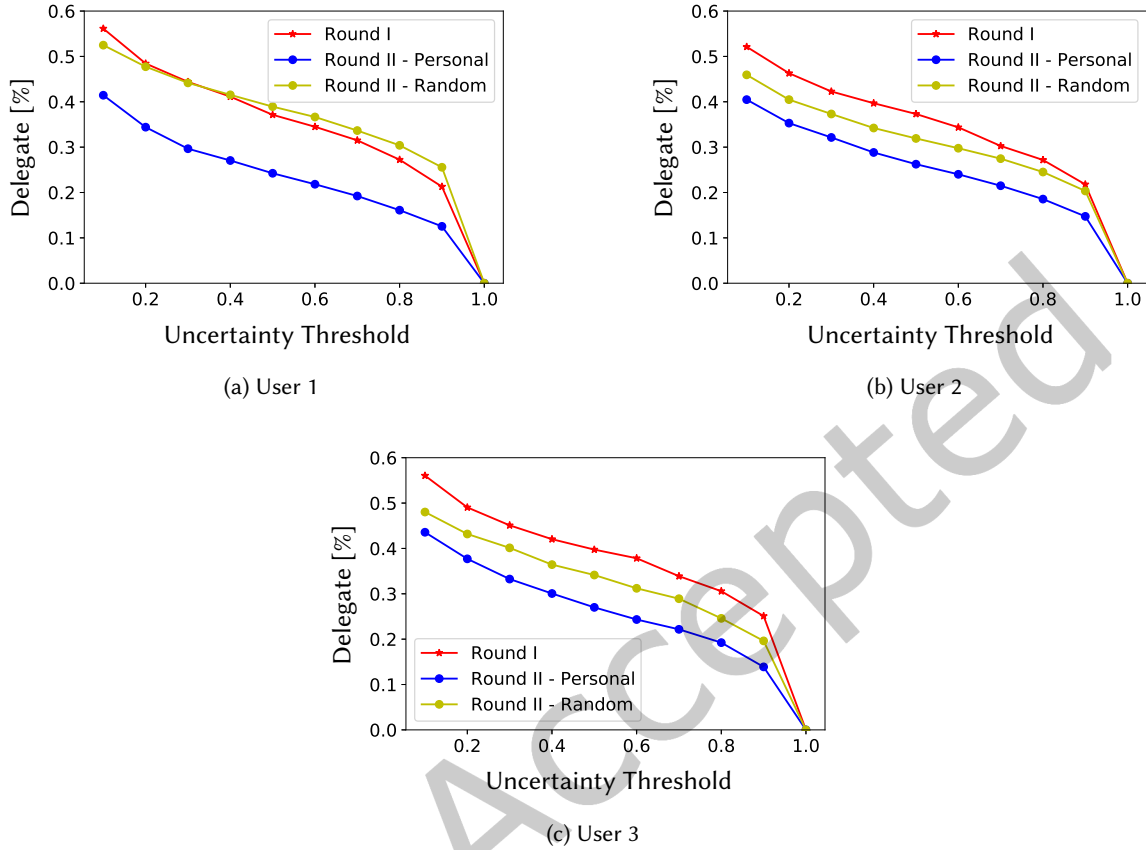 0.6
0.5
0.4
0.3
0.2
0.1
0.0
Delegate [%]
Round I
Round II - Personal
Round II - Random
0.2 0.4 0.6 0.8 1.0
Uncertainty Threshold
(a) User 1
0.6
0.5
0.4
0.3
0.2
0.1
0.0
Delegate [%]
Round I
Round II - Personal
Round II - Random
0.2 0.4 0.6 0.8 1.0
Uncertainty Threshold
(b) User 2
0.6
0.5
0.4
0.3
0.2
0.1
0.0
Delegate [%]
Round I
Round II - Personal
Round II - Random
0.2 0.4 0.6 0.8 1.0
Uncertainty Threshold
(c) User 3
Accepted